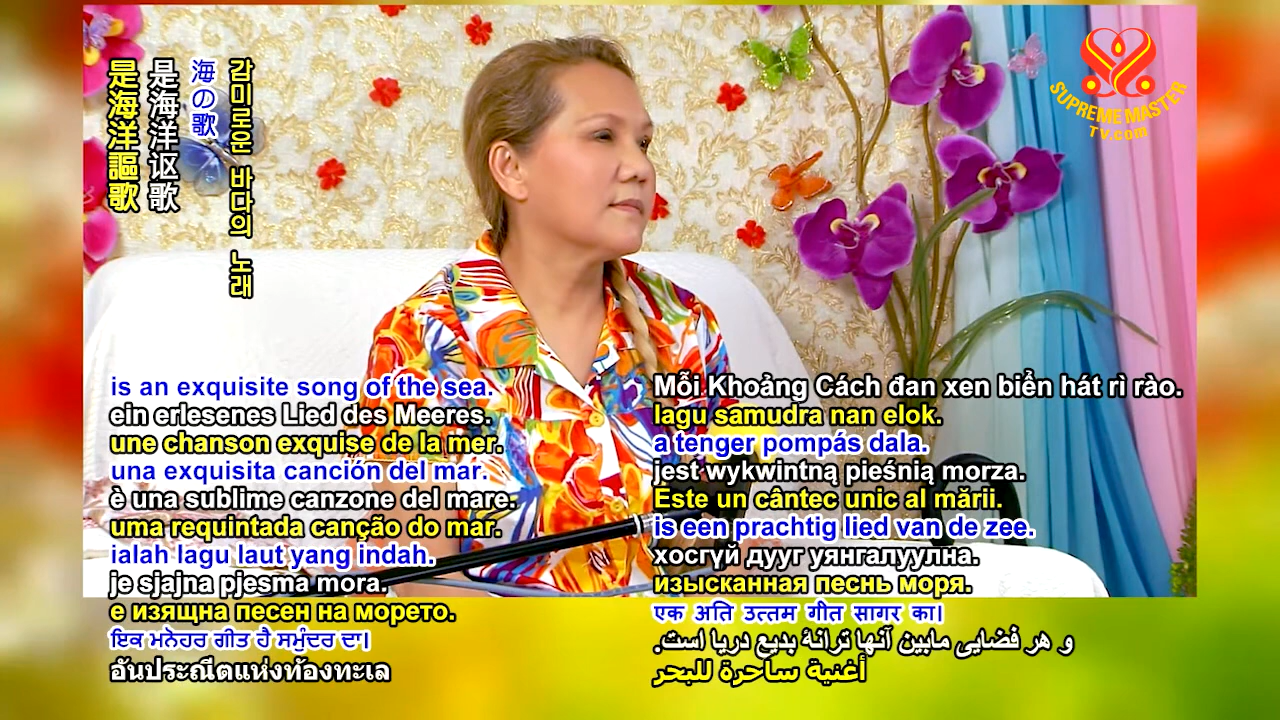 是海洋謳歌
是海洋讴歌
海の歌
감미로운 바다의 노래
SUPREME MASTER
TV.com
is an exquisite song of the sea.
ein erlesenes Lied des Meeres.
une chanson exquise de la mer.
una exquisita canción del mar.
è una sublime canzone del mare.
uma requintada canção do mar.
ialah lagu laut yang indah.
je sjajna pjesma mora.
е изящна песен на морето.
ਇਕ ਮਨੋਹਰ ਗੀਤ ਹੈ ਸਮੁੰਦਰ ਦਾ।
อันประณีตแห่งท้องทะเล
Mỗi Khoảng Cách đan xen biển hát rì rào.
lagu samudra nan elok.
a tenger pompás dala.
jest wykwintną pieśnią morza.
Este un cântec unic al mării.
is een prachtig lied van de zee.
хосгүй дууг уянгалуулна.
изысканная песнь моря.
एक अति उत्तम गीत सागर का।
و هر فضایی مابین آنها ترانۀ بدیع دریا است.
أغنية ساحرة للبحر